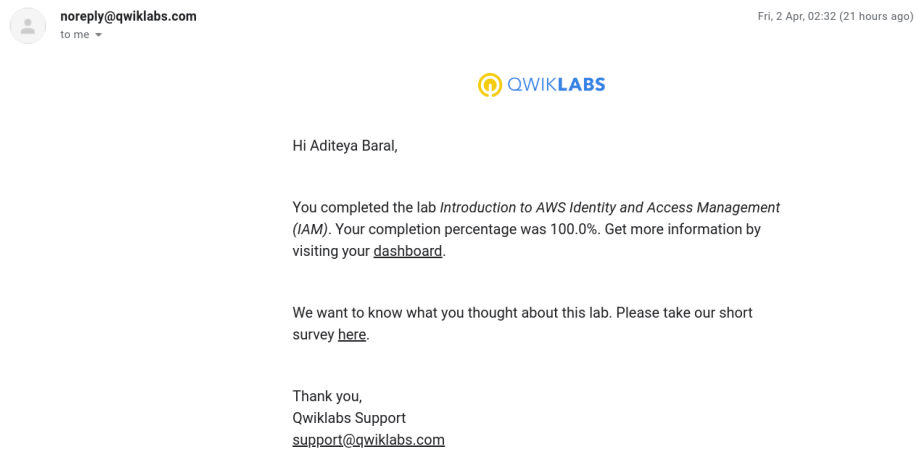 noreply@qwiklabs.com
Fri, 2 Apr, 02:32 (21 hours ago)
to me
QWIKLABS
Hi Aditeya Baral,
You completed the lab Introduction to AWS Identity and Access Management
(IAM). Your completion percentage was 100.0%. Get more information by
visiting your dashboard.
We want to know what you thought about this lab. Please take our short
survey here.
Thank you,
Qwiklabs Support
support@qwiklabs.com